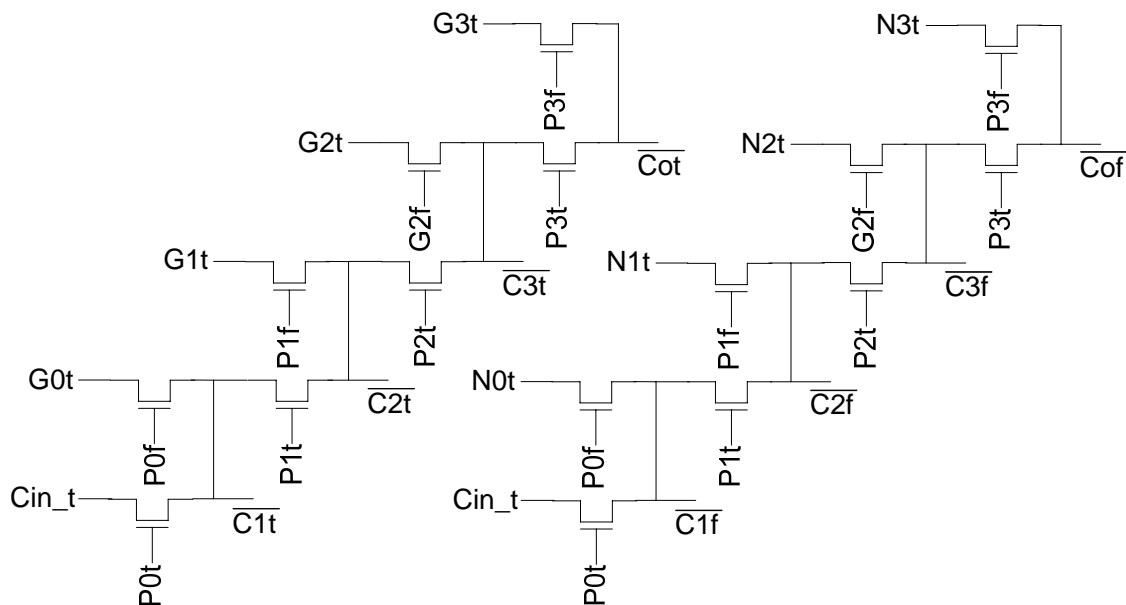 G3t
N3t
P3f
P3f
G2t
N2t
Cot
Cof
G2f
P3t
G2f
P3t
G1t
N1t
C3t
C3f
P1f
P2t
P1f
P2t
G0t
N0t
C2t
C2f
P0f
P1t
P0f
P1t
Cin_t
Cin_t
C1t
C1f
P0t
P0t